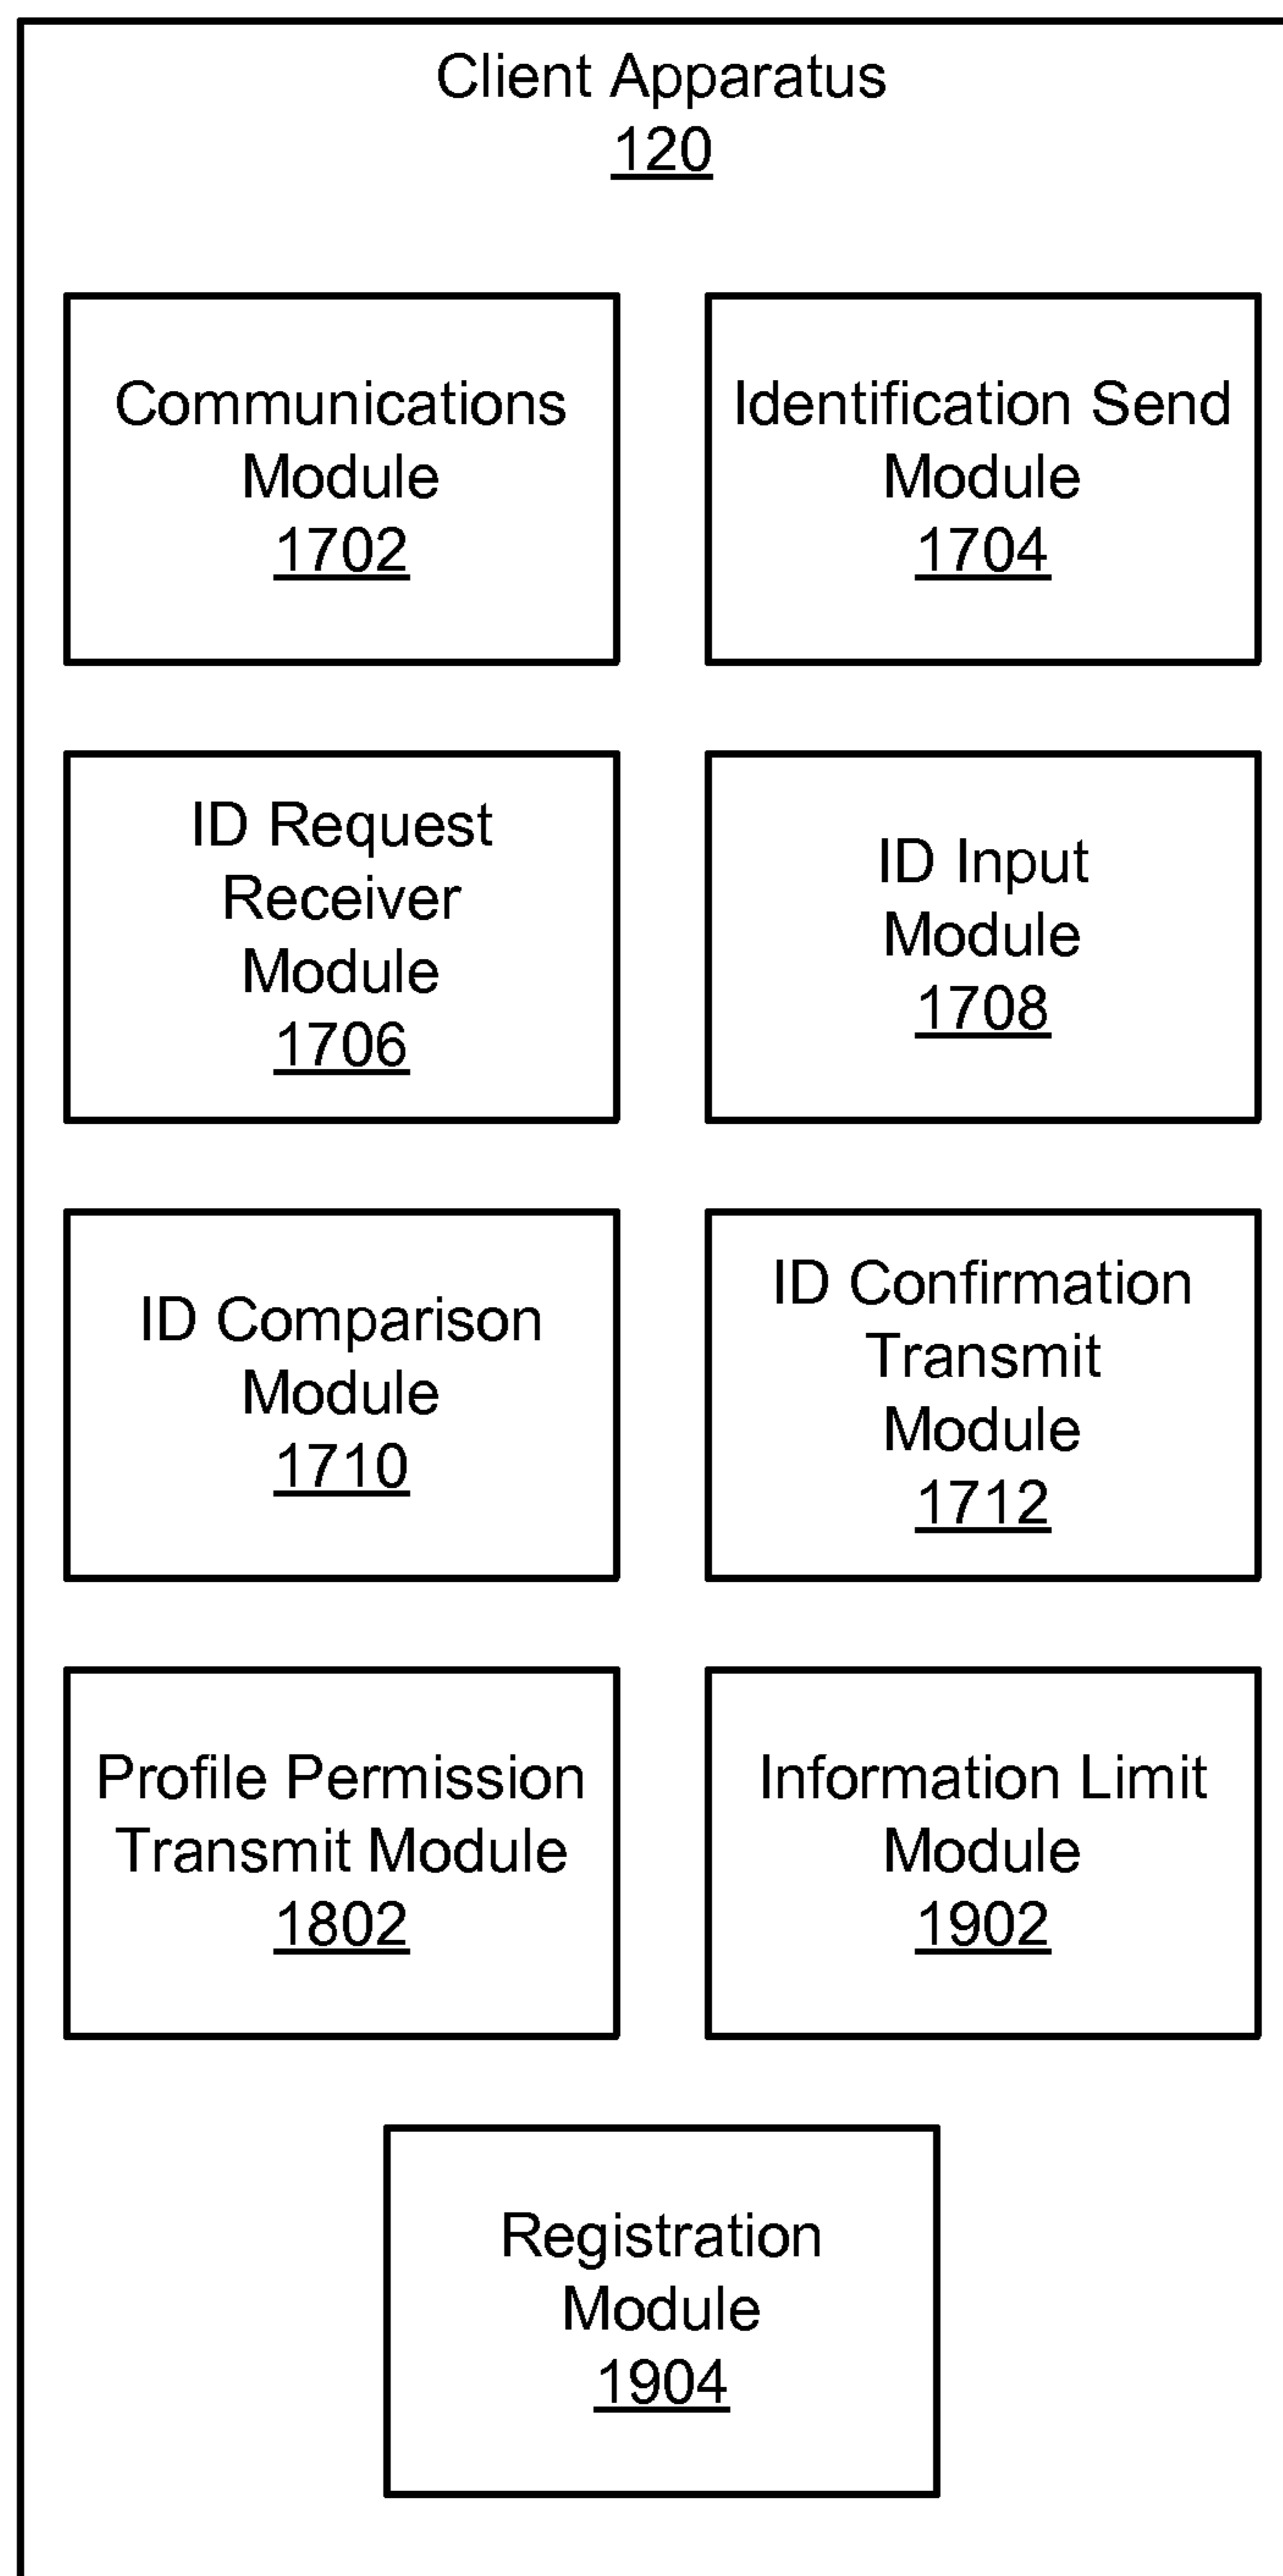 Client Apparatus
120
Communications
Module
1702
Identification Send
Module
1704
ID Request
Receiver
Module
1706
ID Input
Module
1708
ID Comparison
Module
1710
ID Confirmation
Transmit
Module
1712
Profile Permission
Transmit Module
1802
Information Limit
Module
1902
Registration
Module
1904